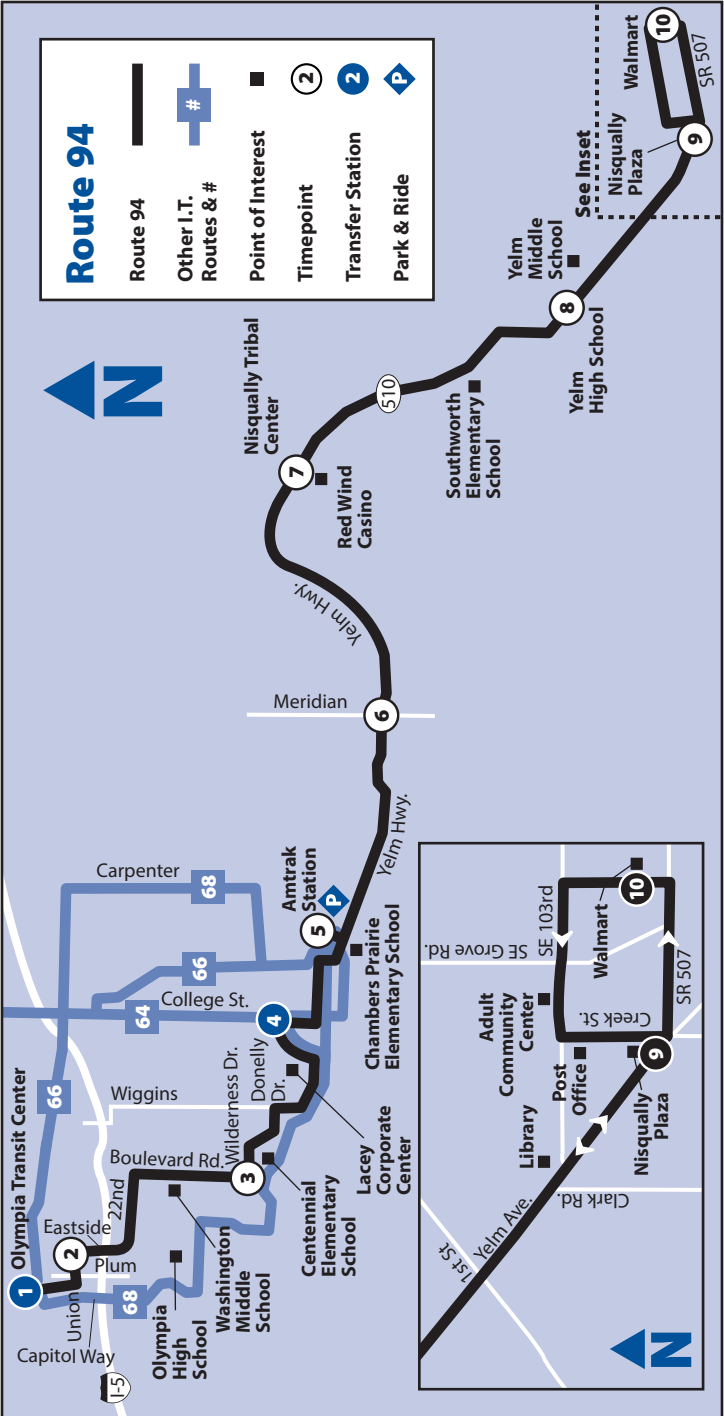 Route 94
Route 94
Other I.T.
Routes & #
#
Point of Interest
Timepoint
2
Transfer Station
2
Park & Ride
P
N
1
Olympia Transit Center
Union
Capitol Way
I-5
2
Plum
Eastside
22nd
68
Olympia
High
School
Washington
Middle
School
Boulevard Rd.
3
Centennial
Elementary
School
Wilderness Dr.
Wiggins
66
Donelly
Dr.
Lacey
Corporate
Center
4
College St.
64
66
Carpenter
68
5
Amtrak
Station
P
Chambers Prairie
Elementary School
Yelm Hwy.
Meridian
6
Yelm Hwy.
7
Nisqually Tribal
Center
Red Wind
Casino
510
Southworth
Elementary
School
8
Yelm
High School
Yelm
Middle
School
See Inset
Nisqually
Plaza
9
Walmart
10
SR 507
1st St
Yelm Ave.
Clark Rd.
Library
Post
Office
Adult
Community
Center
Nisqually
Plaza
9
Creek St.
SE Grove Rd.
SE 103rd
Walmart
10
SR 507
N